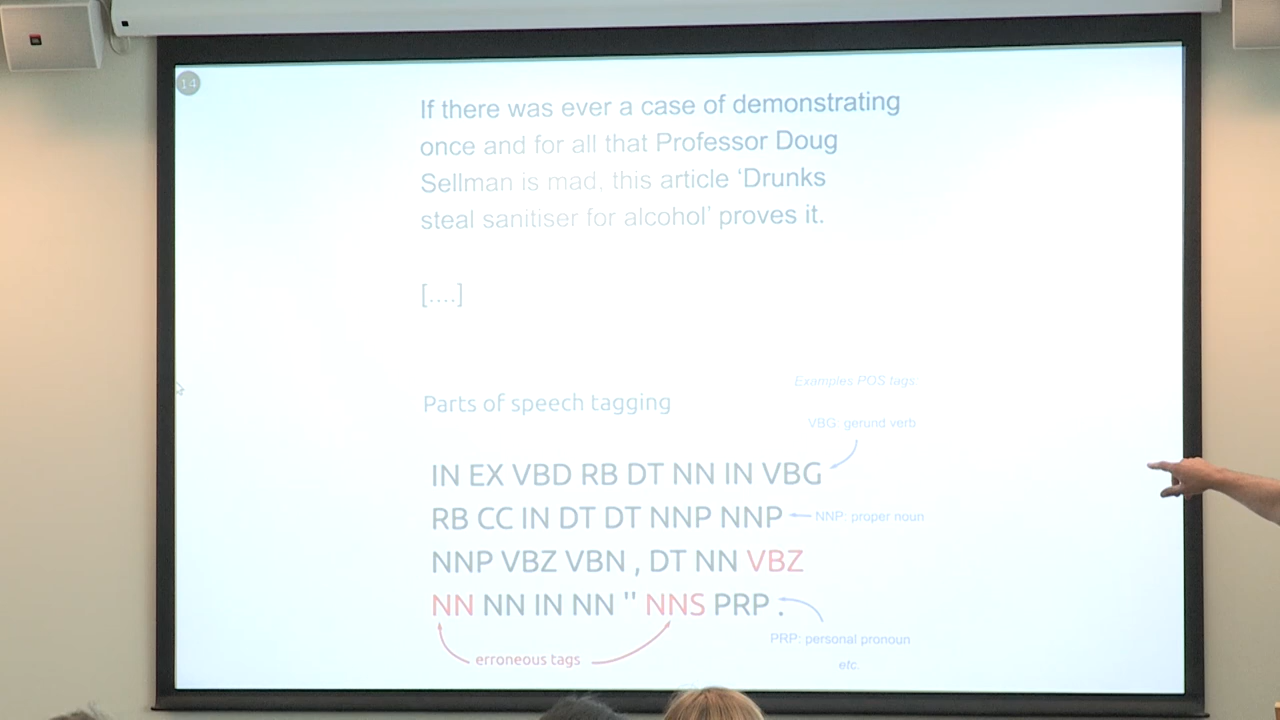 14
If there was ever a case of demonstrating
once and for all that Professor Doug
Sellman is mad, this article ‘Drunks
steal sanitiser for alcohol’ proves it.
[....]
Examples POS tags:
Parts of speech tagging
VBG: gerund verb
IN EX VBD RB DT NN IN VBG
RB CC IN DT DT NNP NNP
NNP: proper noun
NNP VBZ VBN , DT NN VBZ
NN NN IN NN " NNS PRP .
PRP: personal pronoun
erroneous tags
etc.